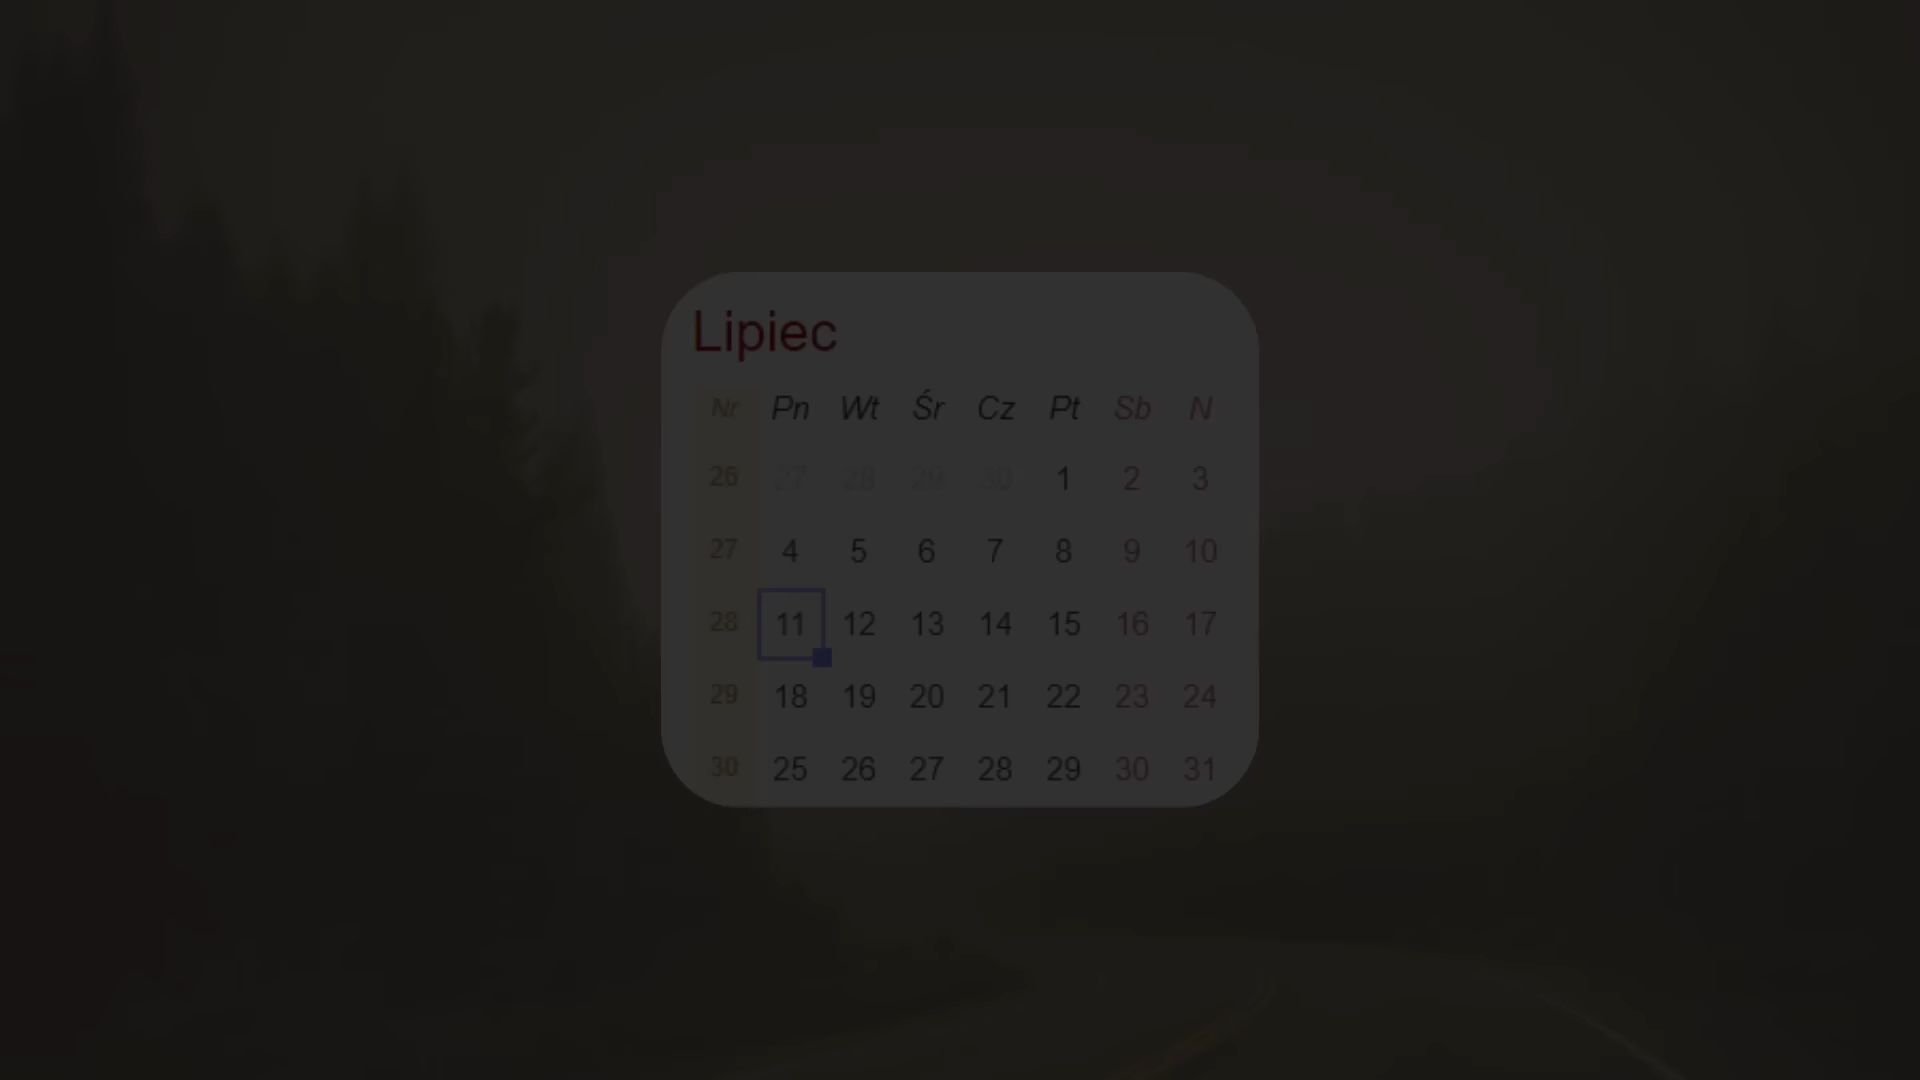 Lipiec
Nr Pn Wt Śr Cz Pt Sb N
26 27 28 29 30 1 2 3
27 4 5 6 7 8 9 10
28 11 12 13 14 15 16 17
29 18 19 20 21 22 23 24
30 25 26 27 28 29 30 31